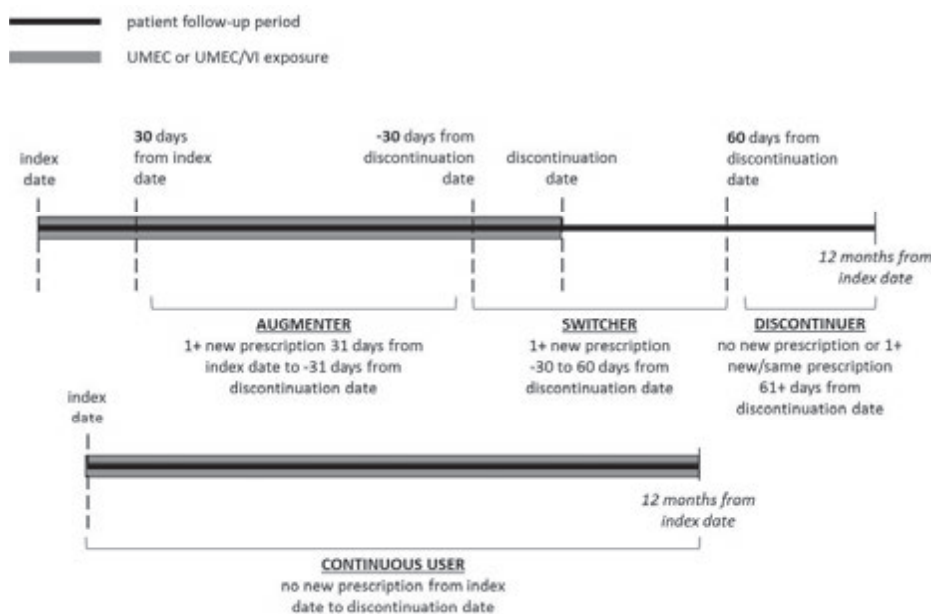 patient follow-up period
UMEC or UMEC/VI exposure
index
date
30 days
from index
date
-30 days from
discontinuation
date
discontinuation
date
60 days from
discontinuation
date
12 months from
index date
AUGMENTER
1+ new prescription 31 days from
index date to -31 days from
discontinuation date
SWITCHER
1+ new prescription
-30 to 60 days from
discontinuation date
DISCONTINUER
no new prescription or 1+
new/same prescription
61+ days from
discontinuation date
index
date
12 months from
index date
CONTINUOUS USER
no new prescription from index
date to discontinuation date